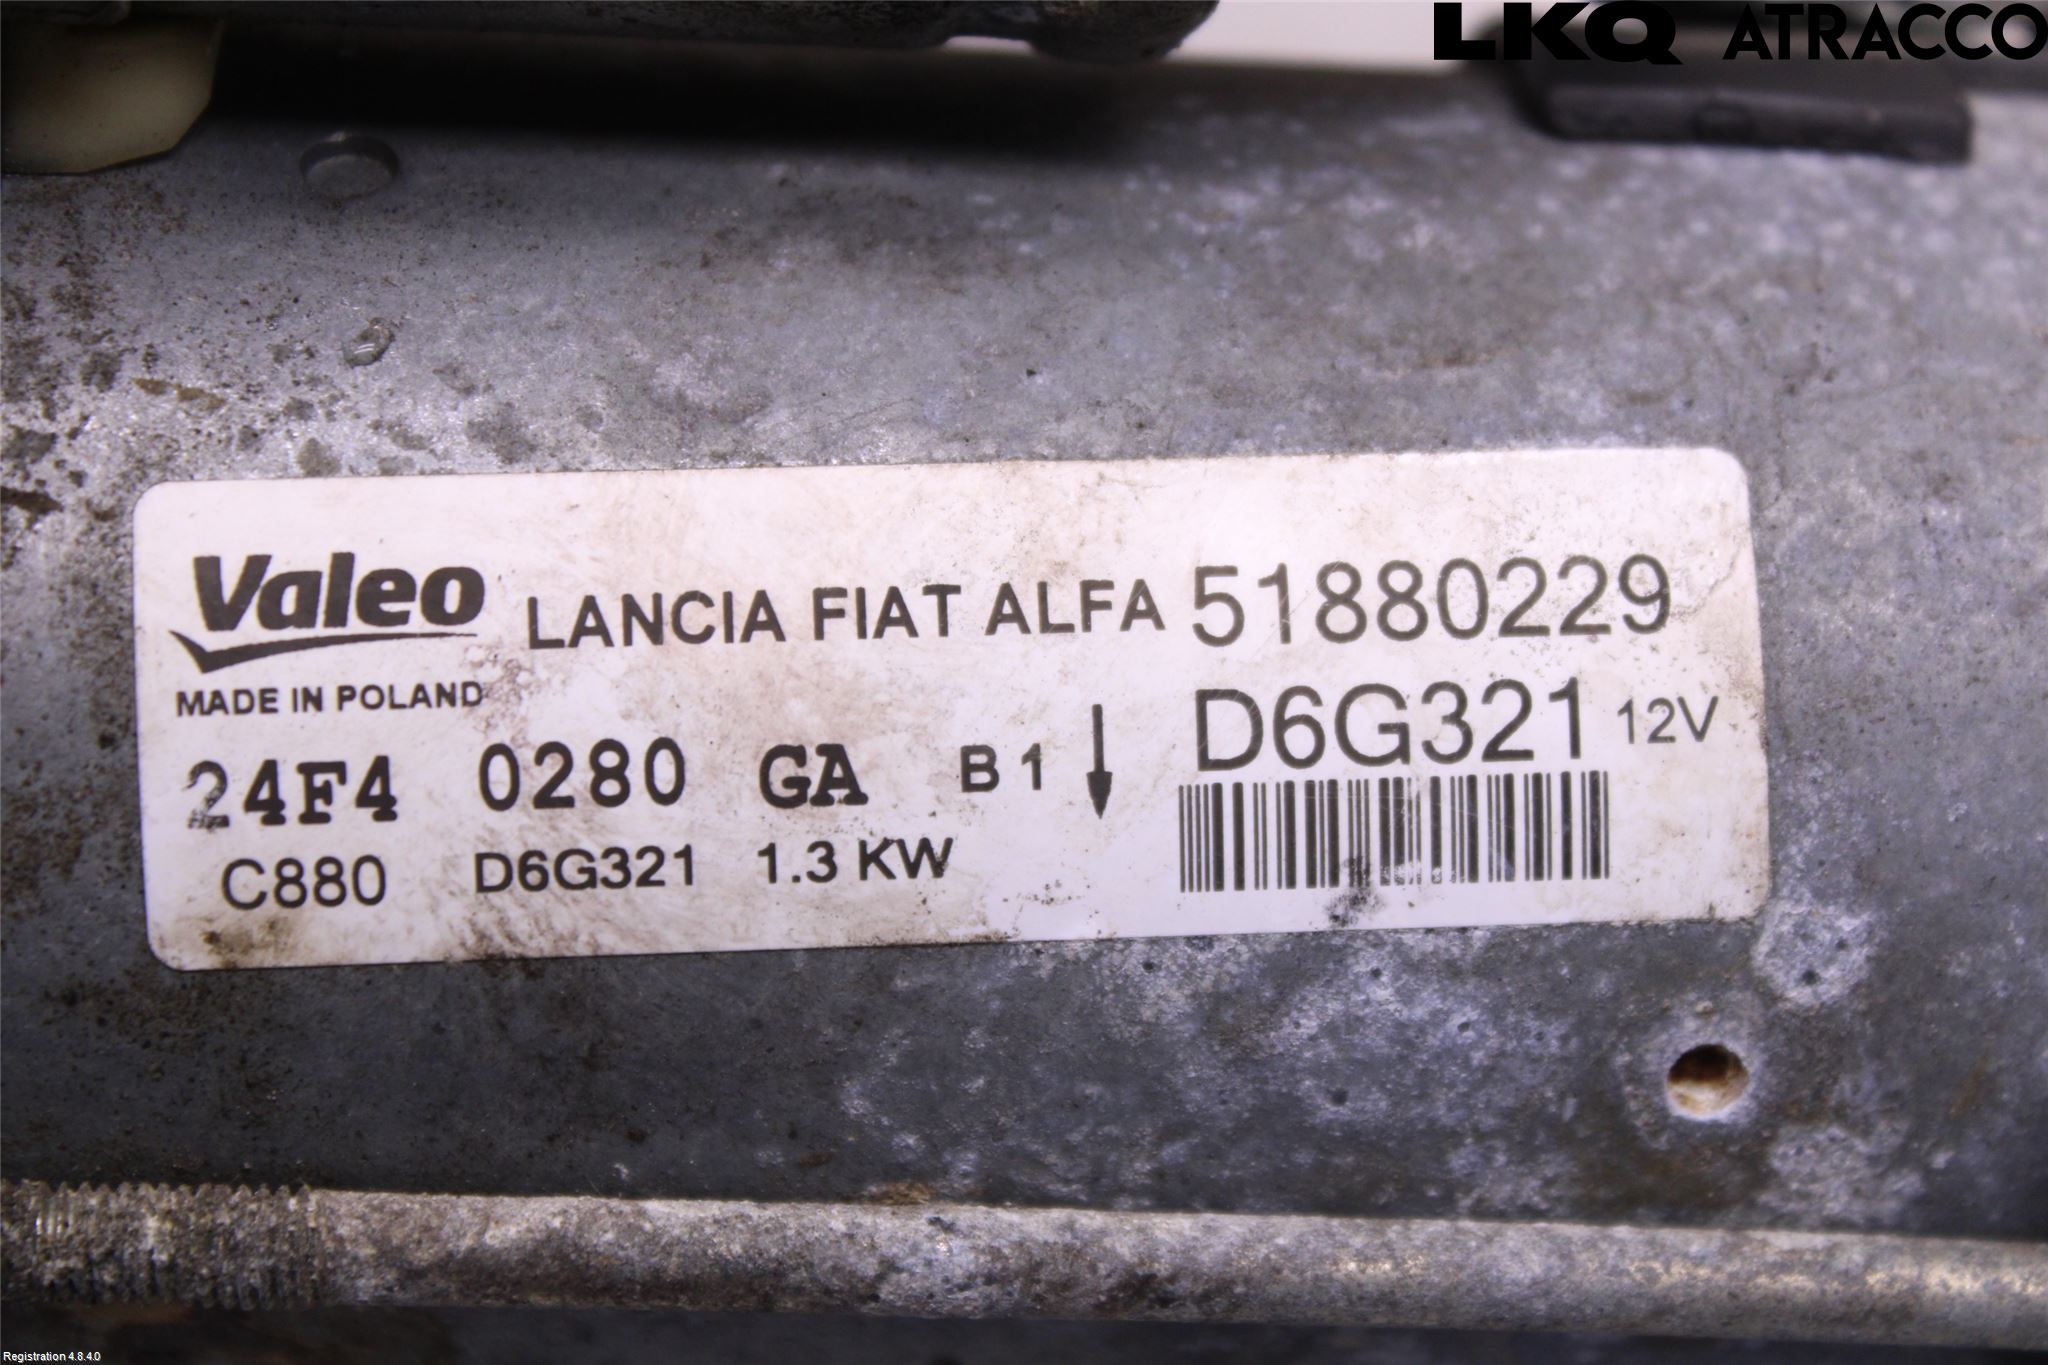 LKQ ATRACCO
Valeo LANCIA FIAT ALFA 51880229
MADE IN POLAND
D6G321 12V
24F4 0280 GA B 1
C880 D6G321 1.3 KW
Registration 4.8.4.0